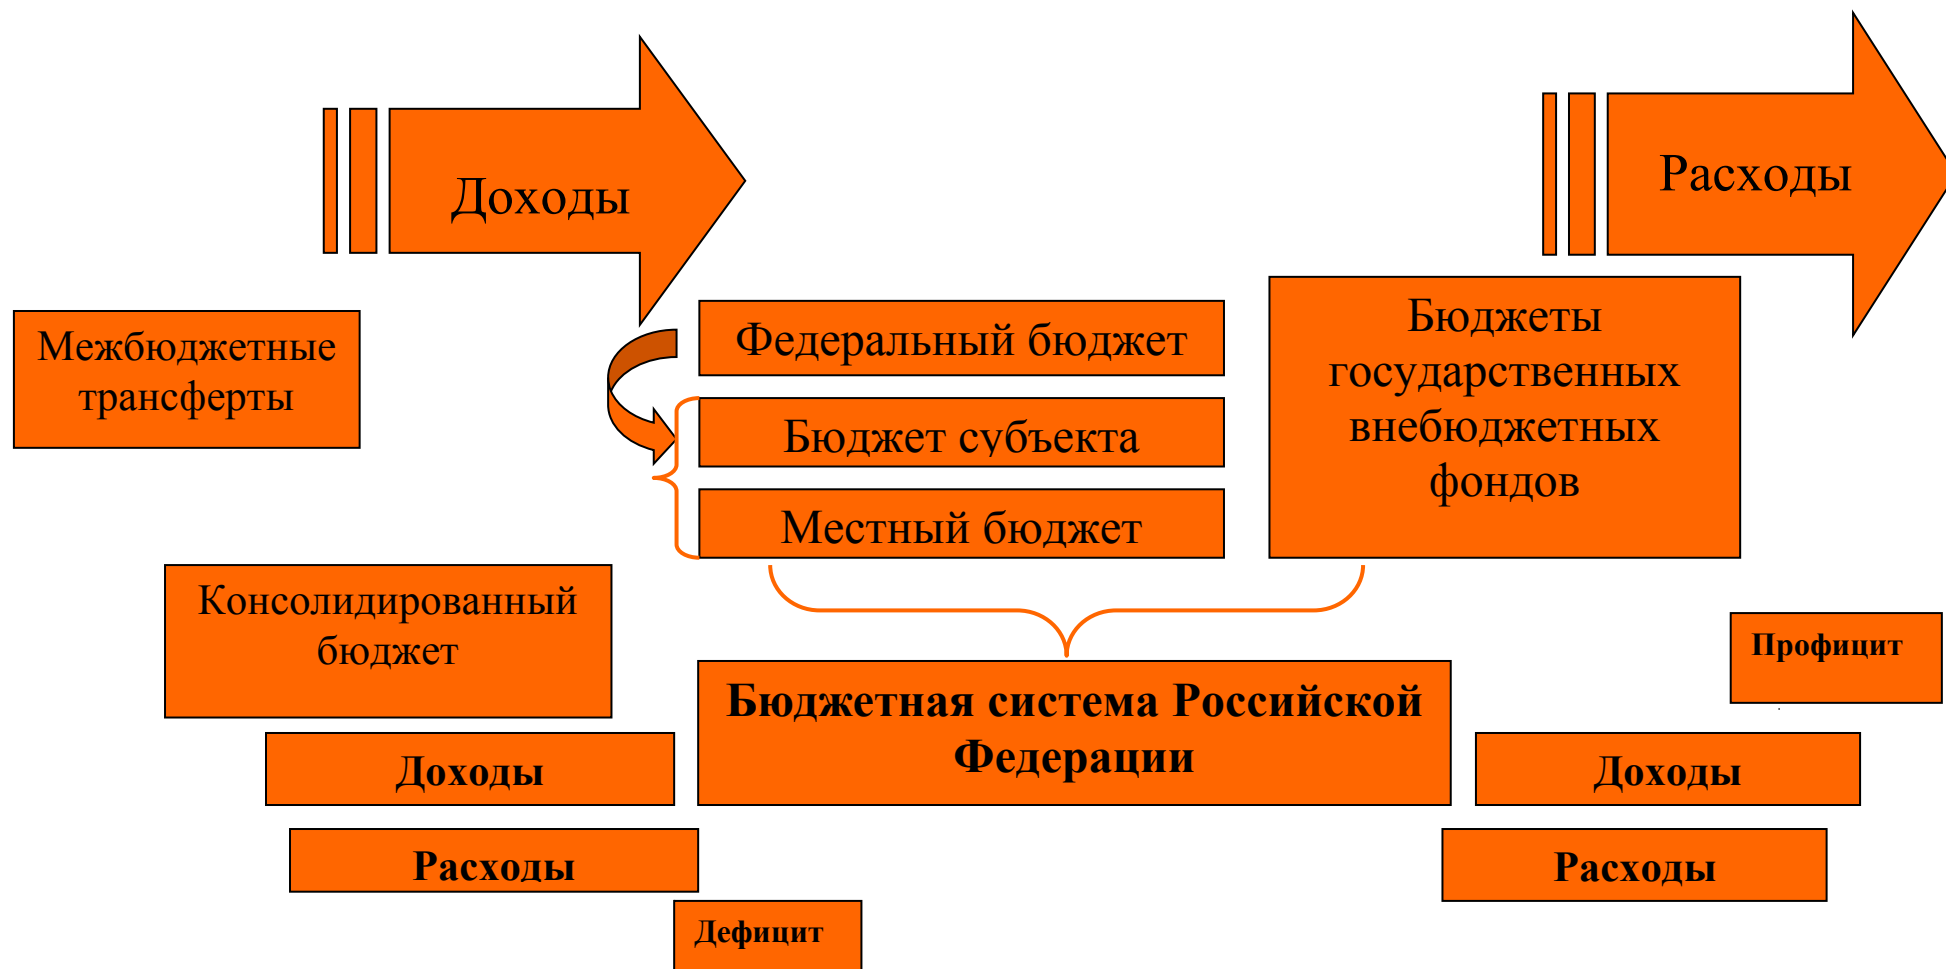 Доходы
Расходы
Межбюджетные
трансферты
Федеральный бюджет
Бюджет субъекта
Местный бюджет
Бюджеты
государственных
внебюджетных
фондов
Консолидированный
бюджет
Профицит
Бюджетная система Российской
Федерации
Доходы
Доходы
Расходы
Расходы
Дефицит